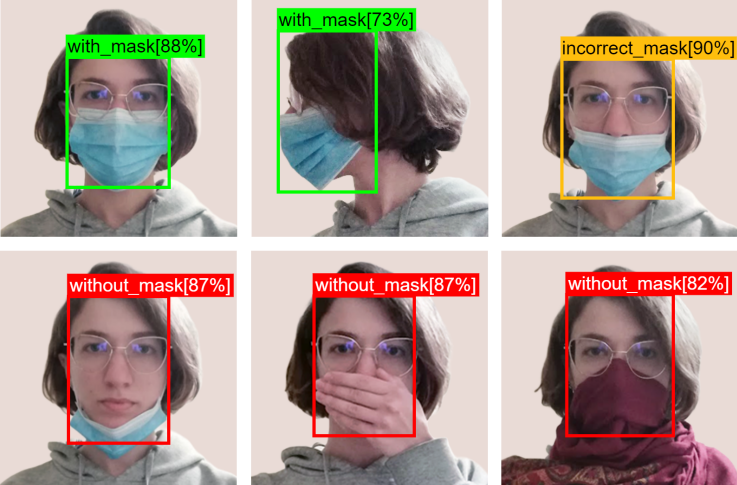 with_mask[88%]
with_mask[73%]
incorrect_mask[90%]
without_mask[87%]
without_mask[87%]
without_mask[82%]